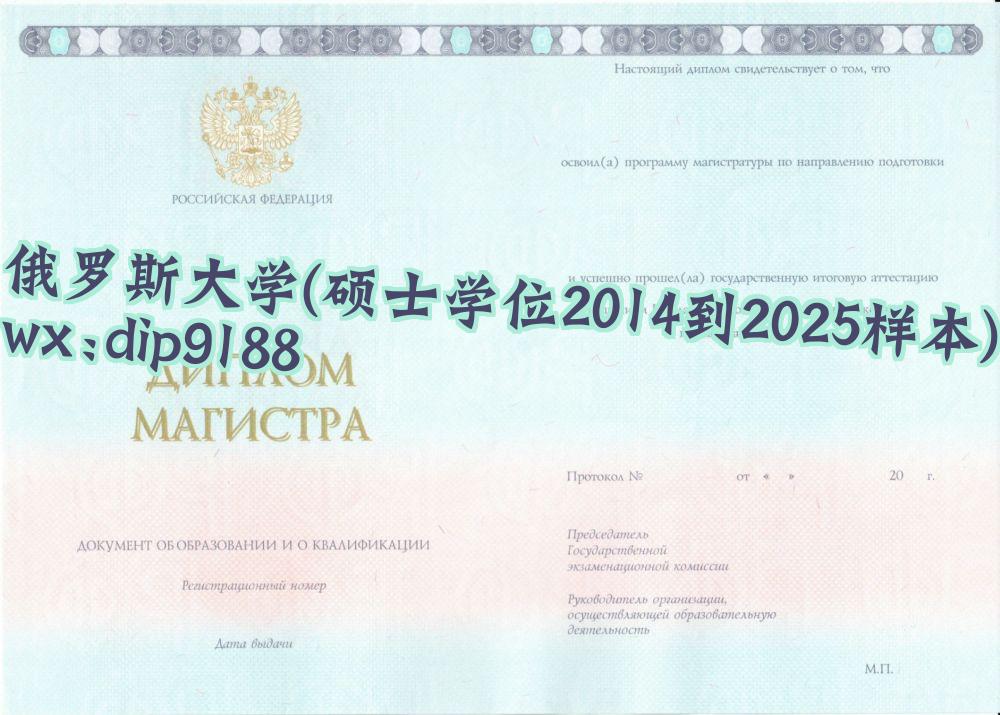 Настоящий диплом свидетельствует о том, что
освоил(а) программу магистратуры по направлению подготовки
РОССИЙСКАЯ ФЕДЕРАЦИЯ
и успешно прошел(ла) государственную итоговую аттестацию
俄罗斯大学(硕士学位2014到2025样本)
wx:dip9188
ДИПЛОМ
МАГИСТРА
Протокол № от « » 20 г.
ДОКУМЕНТ ОБ ОБРАЗОВАНИИ И О КВАЛИФИКАЦИИ
Регистрационный номер
Дата выдачи
Председатель
Государственной
экзаменационной комиссии
Руководитель организации,
осуществляющей образовательную
деятельность
М.П.